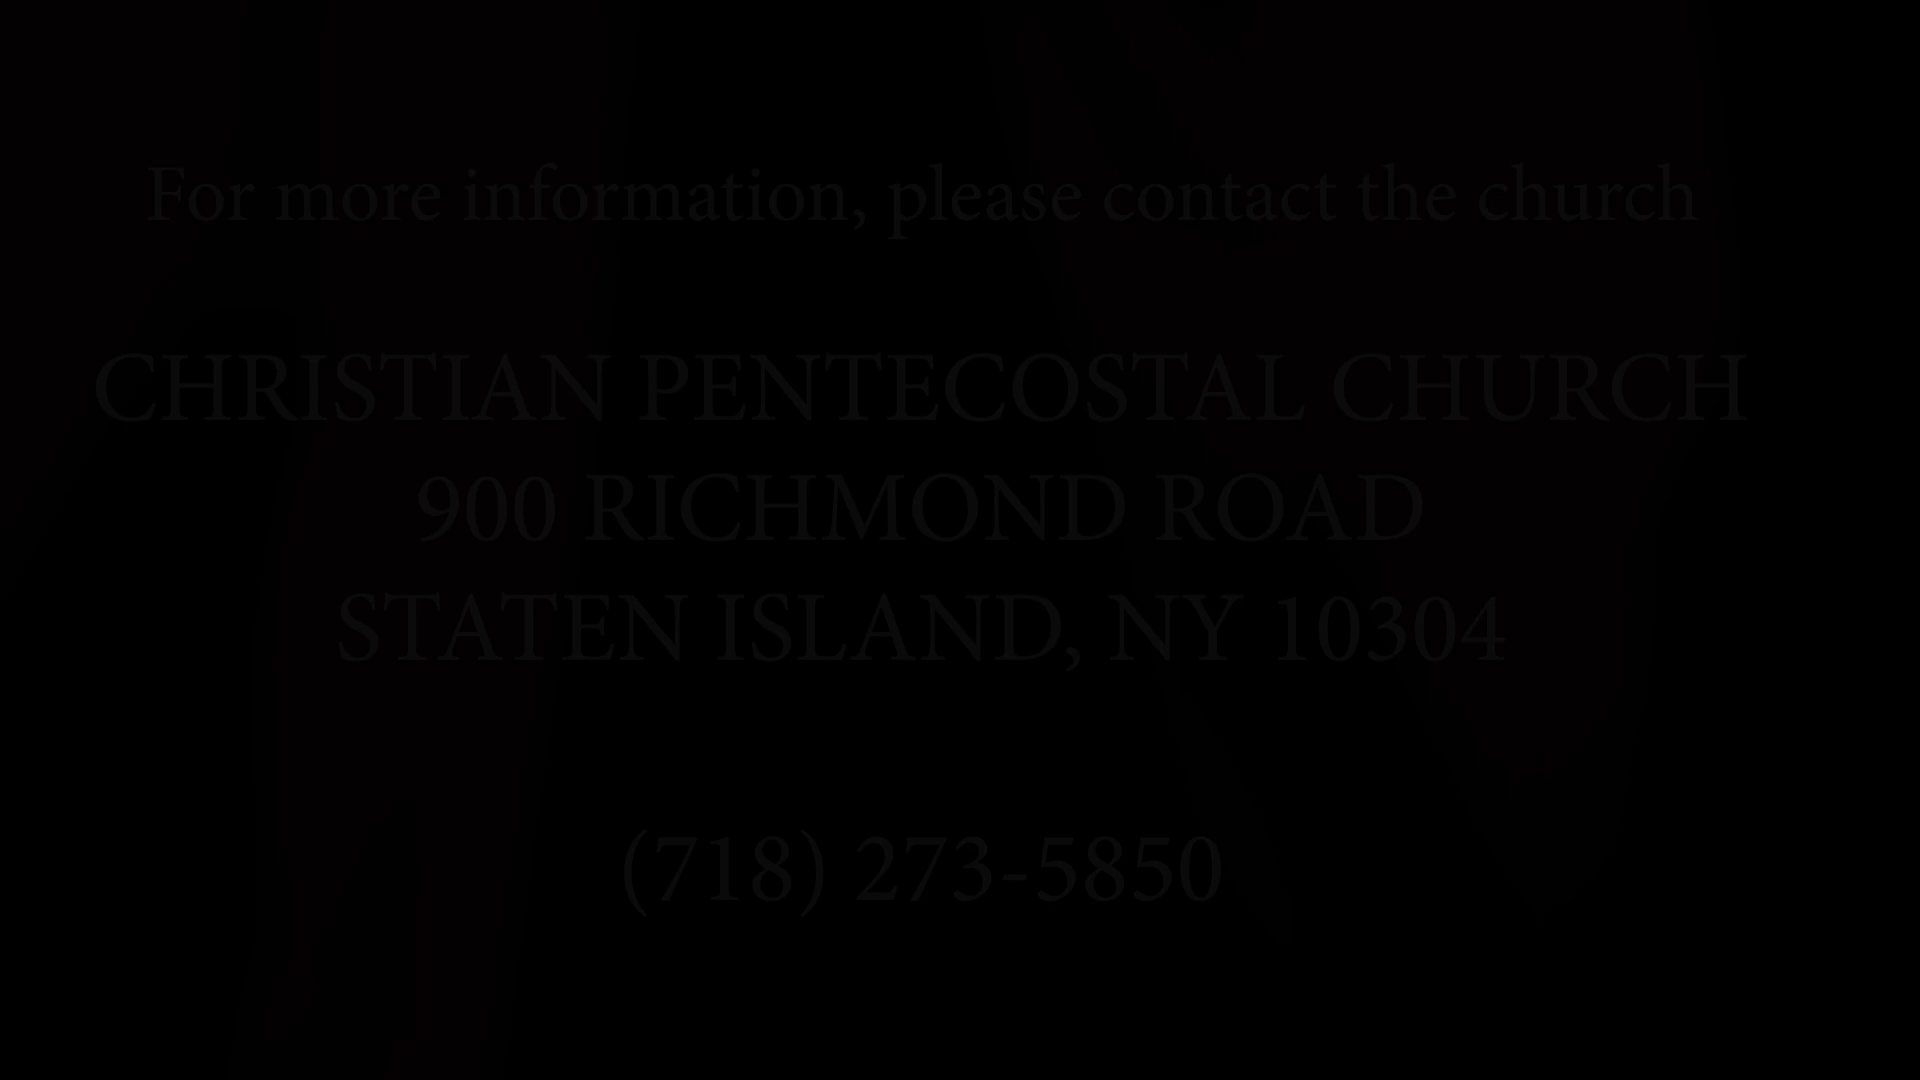 For more information, please contact the church
CHRISTIAN PENTECOSTAL CHURCH
900 RICHMOND ROAD
STATEN ISLAND, NY 10304
(718) 273-5850